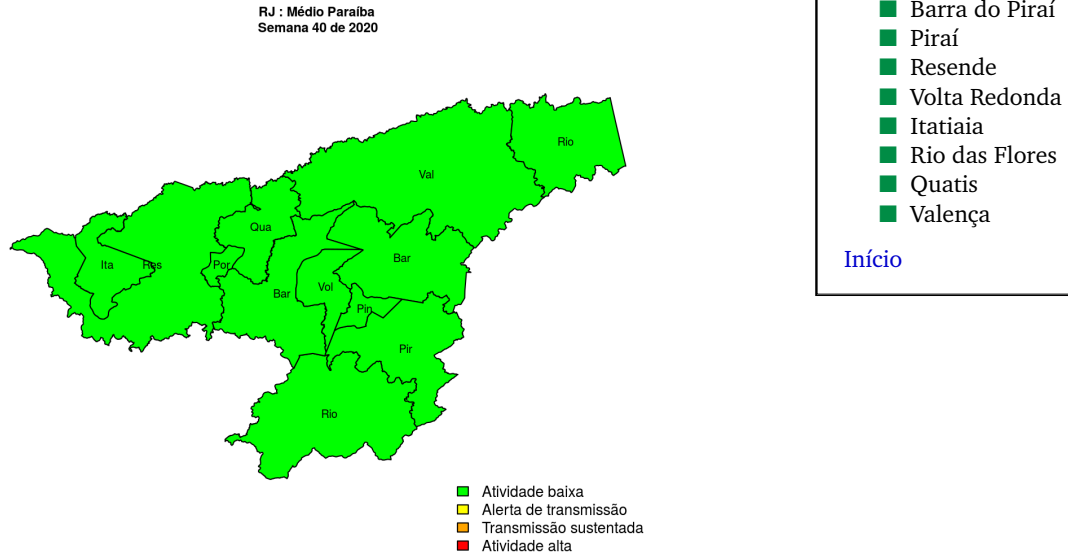 RJ : Médio Paraíba
Semana 40 de 2020
Rio
Val
Qua
Ita
Res
Por
Bar
Bar
Vol
Pin
Pir
Rio
Atividade baixa
Alerta de transmissão
Transmissão sustentada
Atividade alta
Barra do Piraí
Piraí
Resende
Volta Redonda
Itatiaia
Rio das Flores
Quatis
Valença
Início